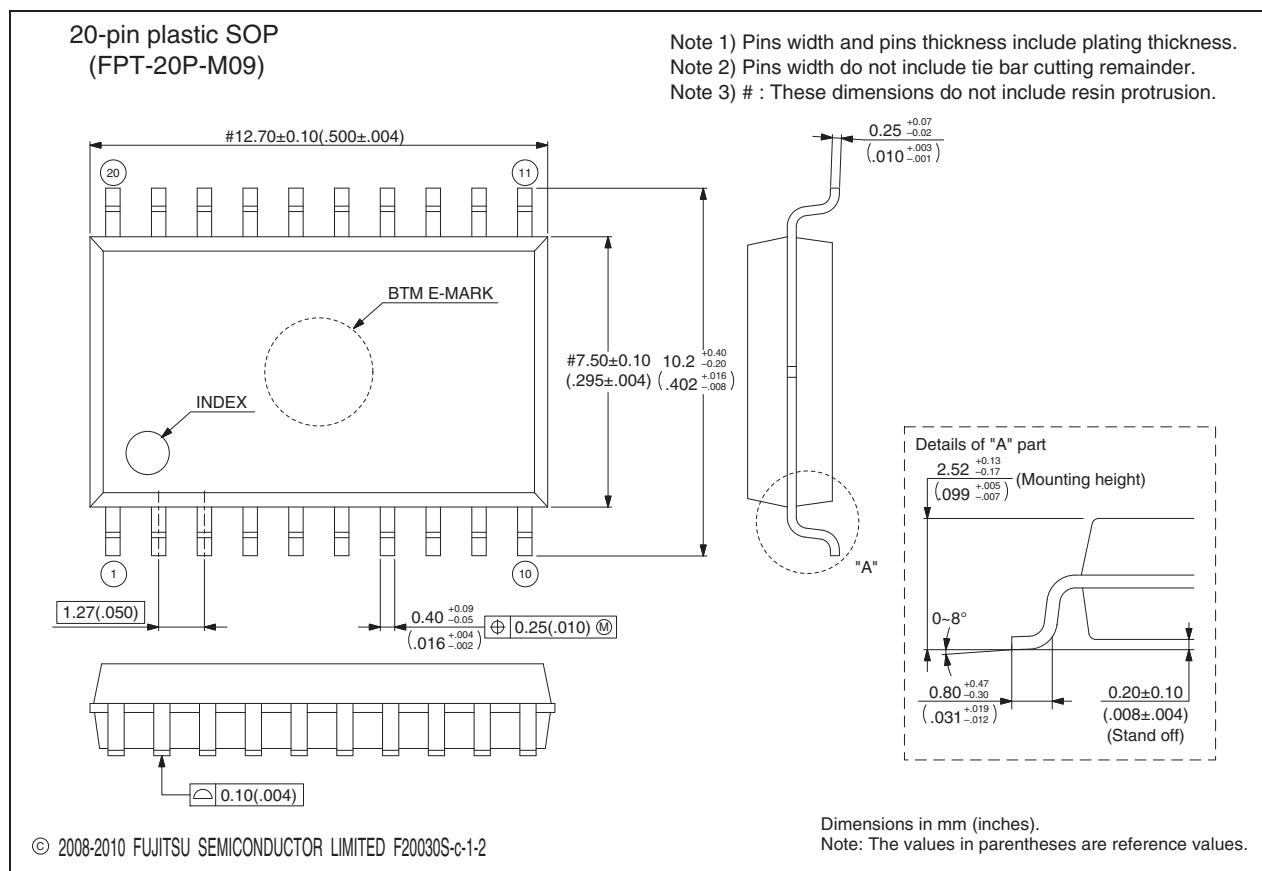 20-pin plastic SOP
(FPT-20P-M09)
Note 1) Pins width and pins thickness include plating thickness.
Note 2) Pins width do not include tie bar cutting remainder.
Note 3) # : These dimensions do not include resin protrusion.
#12.70±0.10(.500±.004)
0.25 +0.07 –0.02
(.010 +.003 –.001)
20
11
BTM E-MARK
#7.50±0.10
(.295±.004)
10.2 +0.40 –0.20
(.402 +.016 –.008)
INDEX
1
10
"A"
1.27(.050)
0.40 +0.09 –0.05
(.016 +.004 –.002)
⌖ 0.25(.010) Ⓜ
Details of "A" part
2.52 +0.13 –0.17
(.099 +.005 –.007)
(Mounting height)
0~8°
0.80 +0.47 –0.30
(.031 +.019 –.012)
0.20±0.10
(.008±.004)
(Stand off)
⌓ 0.10(.004)
© 2008-2010 FUJITSU SEMICONDUCTOR LIMITED F20030S-c-1-2
Dimensions in mm (inches).
Note: The values in parentheses are reference values.